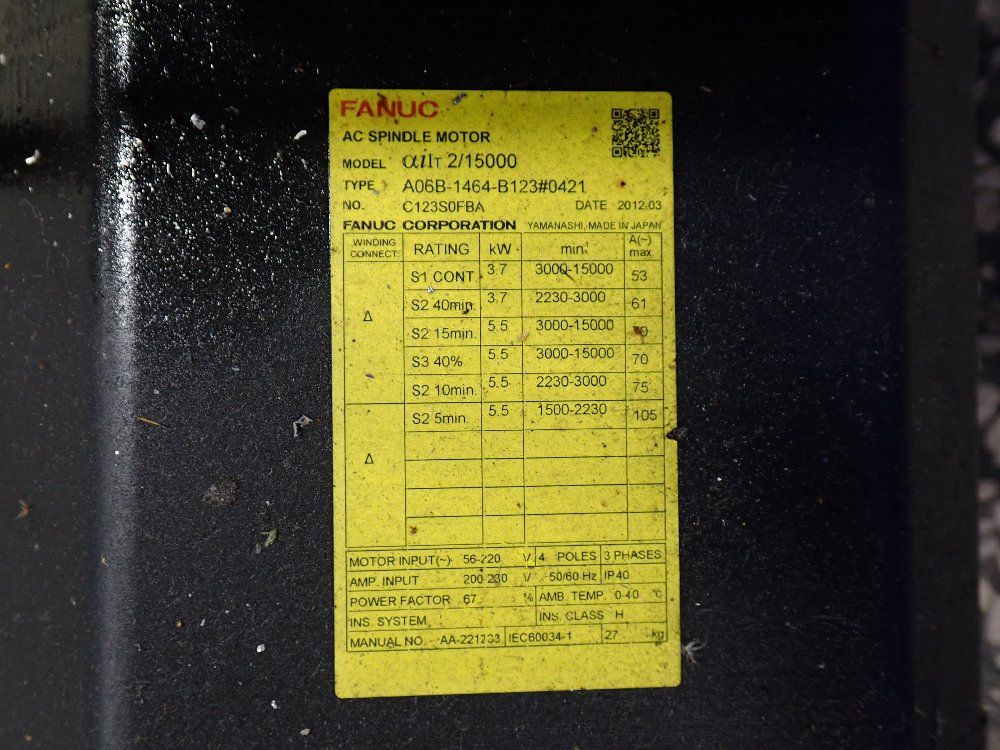 FANUC
AC SPINDLE MOTOR
MODEL αiIT 2/15000
TYPE A06B-1464-B123#0421
NO. C123S0FBA DATE 2012.03
FANUC CORPORATION YAMANASHI, MADE IN JAPAN
WINDING CONNECT. RATING kW min⁻¹ A(~) max
Δ
S1 CONT. 3.7 3000-15000 53
S2 40min. 3.7 2230-3000 61
S2 15min. 5.5 3000-15000
S3 40% 5.5 3000-15000 70
S2 10min. 5.5 2230-3000 75
S2 5min. 5.5 1500-2230 105
Δ
MOTOR INPUT(~) 56-220 V 4 POLES 3 PHASES
AMP. INPUT 200-230 V 50/60 Hz IP40
POWER FACTOR 67 % AMB. TEMP. 0-40 °C
INS. SYSTEM INS. CLASS H
MANUAL NO. IEC60034-1 27 kg